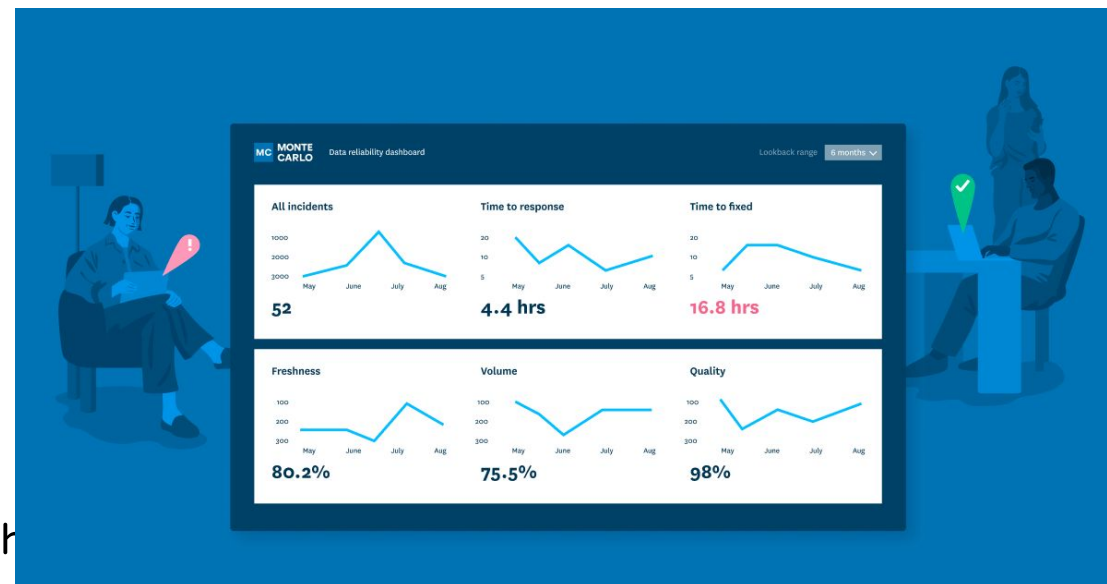 MC MONTE CARLO Data reliability dashboard Lookback range 6 months
All incidents Time to response Time to fixed
1000
2000
3000
May June July Aug
52
20
10
5
May June July Aug
4.4 hrs
20
10
5
May June July Aug
16.8 hrs
Freshness Volume Quality
100
200
300
May June July Aug
80.2%
100
200
300
May June July Aug
75.5%
100
200
300
May June July Aug
98%
!